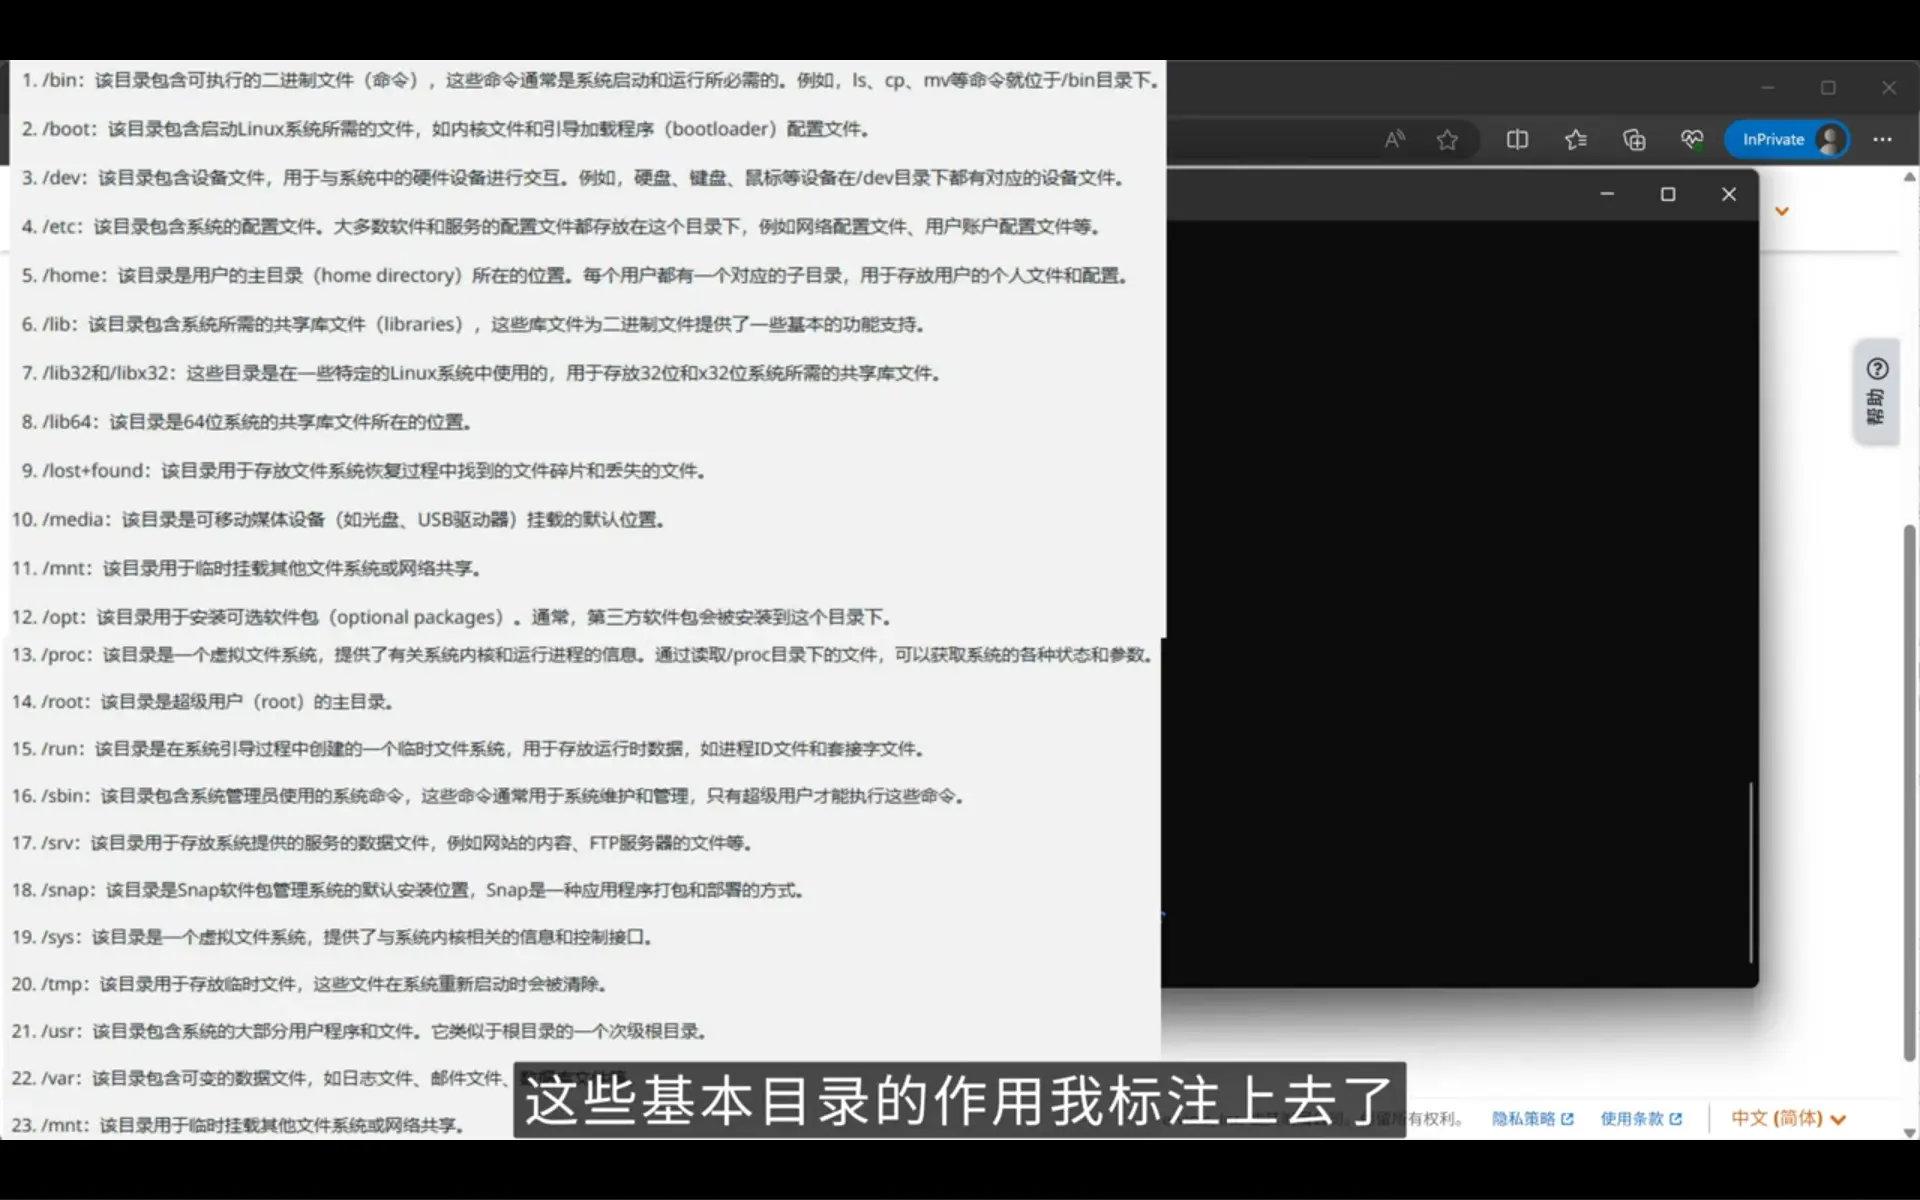 1. /bin：该目录包含可执行的二进制文件（命令），这些命令通常是系统启动和运行所必需的。例如，ls、cp、mv等命令就位于/bin目录下。
2. /boot：该目录包含启动Linux系统所需的文件，如内核文件和引导加载程序（bootloader）配置文件。
3. /dev：该目录包含设备文件，用于与系统中的硬件设备进行交互。例如，硬盘、键盘、鼠标等设备在/dev目录下都有对应的设备文件。
4. /etc：该目录包含系统的配置文件。大多数软件和服务的配置文件都存放在这个目录下，例如网络配置文件、用户账户配置文件等。
5. /home：该目录是用户的主目录（home directory）所在的位置。每个用户都有一个对应的子目录，用于存放用户的个人文件和配置。
6. /lib：该目录包含系统所需的共享库文件（libraries），这些库文件为二进制文件提供了一些基本的功能支持。
7. /lib32和/libx32：这些目录是在一些特定的Linux系统中使用的，用于存放32位和x32位系统所需的共享库文件。
8. /lib64：该目录是64位系统的共享库文件所在的位置。
9. /lost+found：该目录用于存放文件系统恢复过程中找到的文件碎片和丢失的文件。
10. /media：该目录是可移动媒体设备（如光盘、USB驱动器）挂载的默认位置。
11. /mnt：该目录用于临时挂载其他文件系统或网络共享。
12. /opt：该目录用于安装可选软件包（optional packages）。通常，第三方软件包会被安装到这个目录下。
13. /proc：该目录是一个虚拟文件系统，提供了有关系统内核和运行进程的信息。通过读取/proc目录下的文件，可以获取系统的各种状态和参数。
14. /root：该目录是超级用户（root）的主目录。
15. /run：该目录是在系统引导过程中创建的一个临时文件系统，用于存放运行时数据，如进程ID文件和套接字文件。
16. /sbin：该目录包含系统管理员使用的系统命令，这些命令通常用于系统维护和管理，只有超级用户才能执行这些命令。
17. /srv：该目录用于存放系统提供的服务的数据文件，例如网站的内容、FTP服务器的文件等。
18. /snap：该目录是Snap软件包管理系统的默认安装位置，Snap是一种应用程序打包和部署的方式。
19. /sys：该目录是一个虚拟文件系统，提供了与系统内核相关的信息和控制接口。
20. /tmp：该目录用于存放临时文件，这些文件在系统重新启动时会被清除。
21. /usr：该目录包含系统的大部分用户程序和文件。它类似于根目录的一个次级根目录。
22. /var：该目录包含可变的数据文件，如日志文件、邮件文件、
23. /mnt：该目录用于临时挂载其他文件系统或网络共享。
InPrivate
帮助
这些基本目录的作用我标注上去了
有权利。 隐私策略 使用条款 中文 (简体)